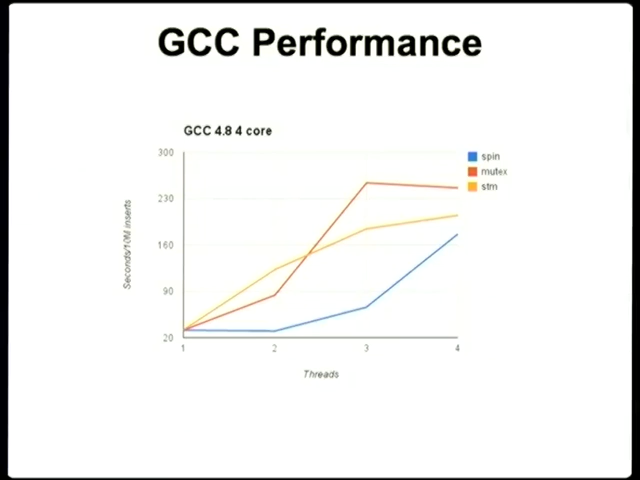 GCC Performance
GCC 4.8 4 core
300
230
160
90
20
Seconds/10M inserts
1 2 3 4
Threads
spin
mutex
stm